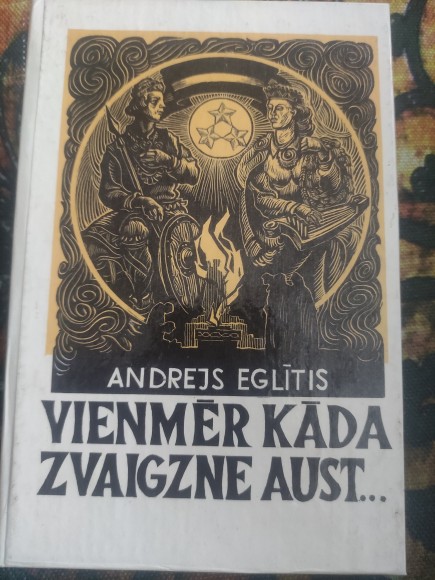 ANDREJS EGLĪTIS
VIENMĒR KĀDA
ZVAIGZNE AUST...